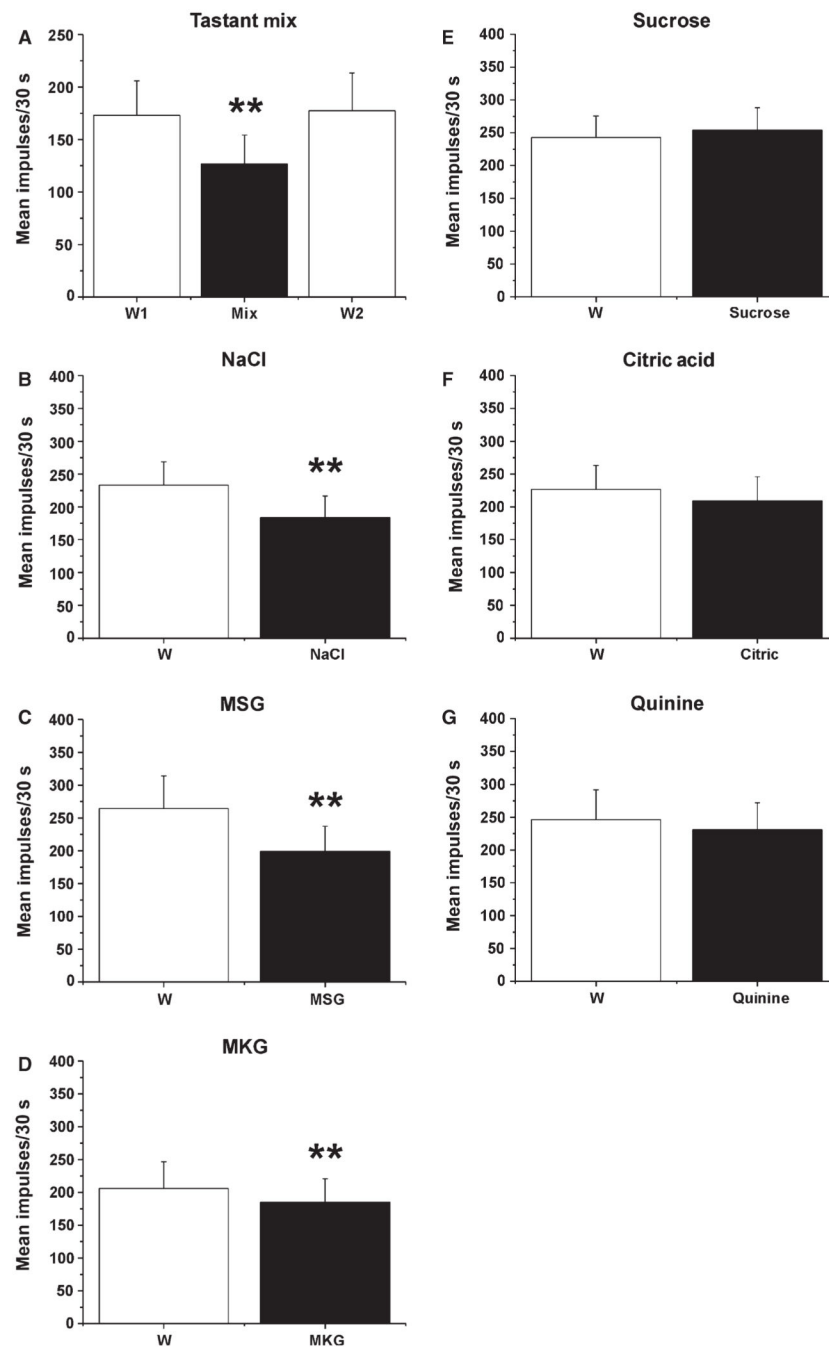 A
Tastant mix
Mean impulses/30 s
250
200
150
100
50
0
**
W1
Mix
W2
B
NaCl
Mean impulses/30 s
400
350
300
250
200
150
100
50
0
**
W
NaCl
C
MSG
Mean impulses/30 s
400
350
300
250
200
150
100
50
0
**
W
MSG
D
MKG
Mean impulses/30 s
400
350
300
250
200
150
100
50
0
**
W
MKG
E
Sucrose
Mean impulses/30 s
400
350
300
250
200
150
100
50
0
W
Sucrose
F
Citric acid
Mean impulses/30 s
400
350
300
250
200
150
100
50
0
W
Citric
G
Quinine
Mean impulses/30 s
400
350
300
250
200
150
100
50
0
W
Quinine